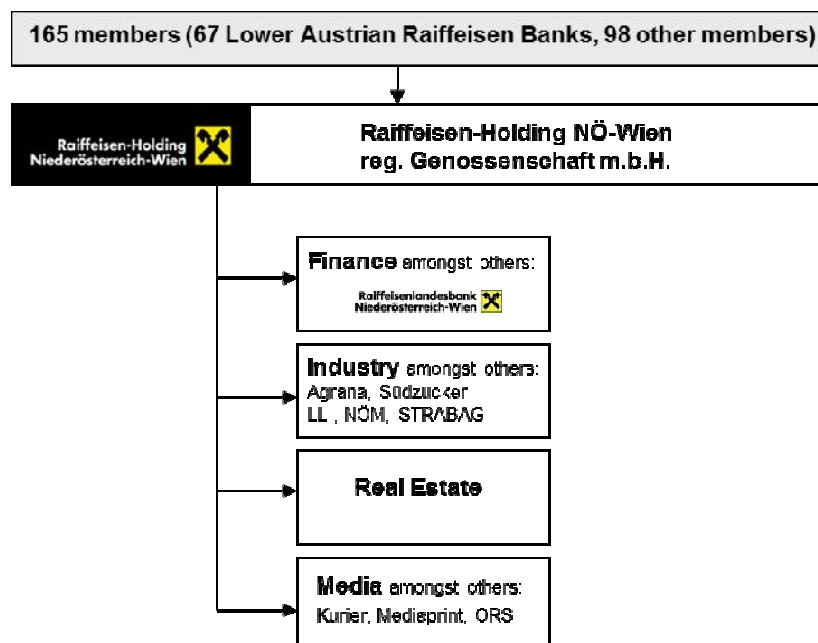 165 members (67 Lower Austrian Raiffeisen Banks, 98 other members)
Raiffeisen-Holding
Niederösterreich-Wien
Raiffeisen-Holding NÖ-Wien
reg. Genossenschaft m.b.H.
Finance amongst others:
Raiffeisenlandesbank
Niederösterreich-Wien
Industry amongst others:
Agrana, Südzucker
NÖM, STRABAG
Real Estate
Media amongst others:
Kurier, Mediaprint, ORS